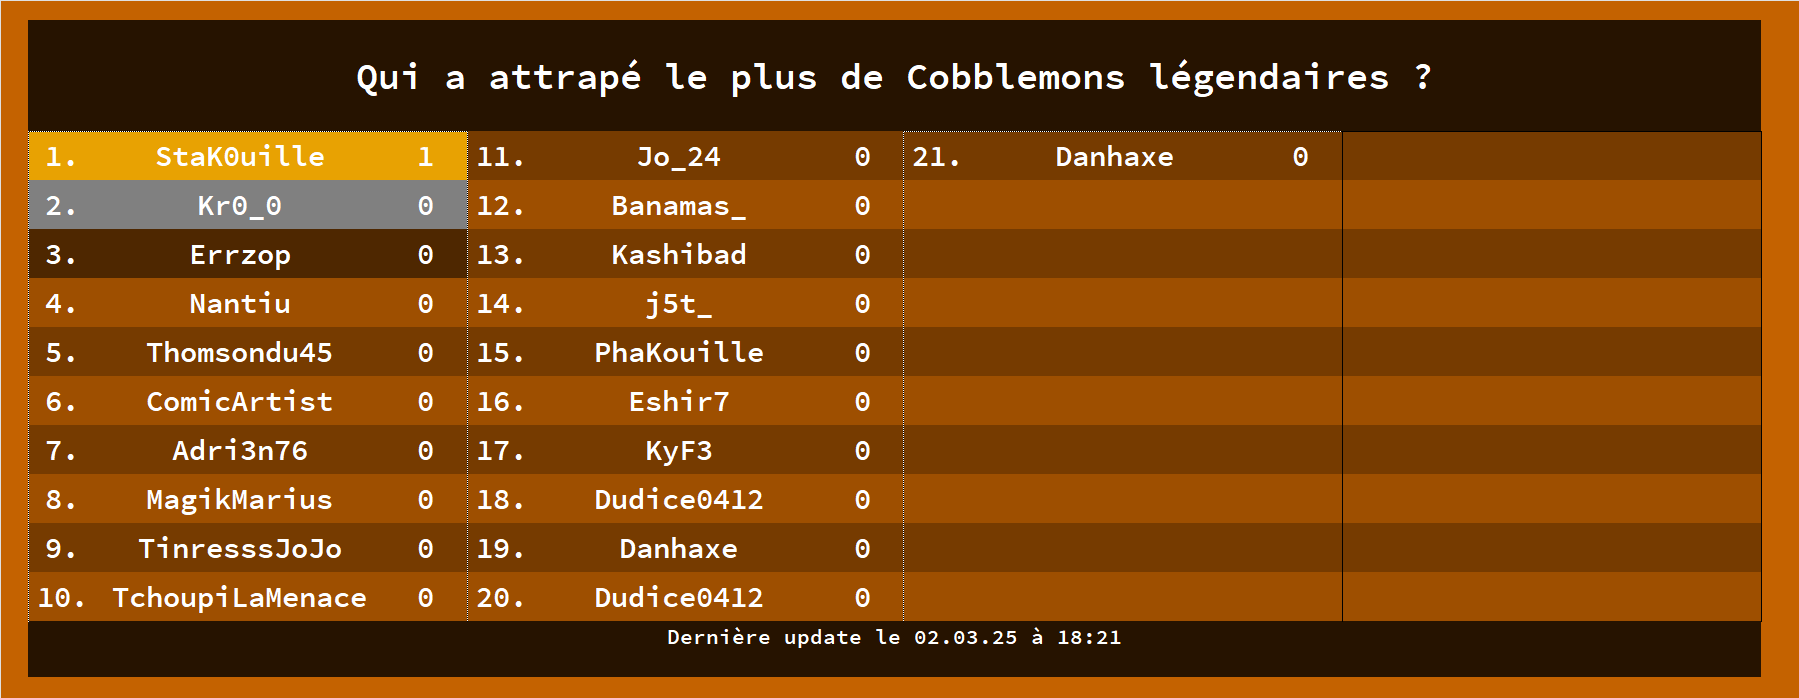 Qui a attrapé le plus de Cobblemons légendaires ?
1. StaK0uille 1
2. Kr0_0 0
3. Errzop 0
4. Nantiu 0
5. Thomsondu45 0
6. ComicArtist 0
7. Adri3n76 0
8. MagikMarius 0
9. TinresssJoJo 0
10. TchoupiLaMenace 0
11. Jo_24 0
12. Banamas_ 0
13. Kashibad 0
14. j5t_ 0
15. PhaKouille 0
16. Eshir7 0
17. KyF3 0
18. Dudice0412 0
19. Danhaxe 0
20. Dudice0412 0
21. Danhaxe 0
Dernière update le 02.03.25 à 18:21